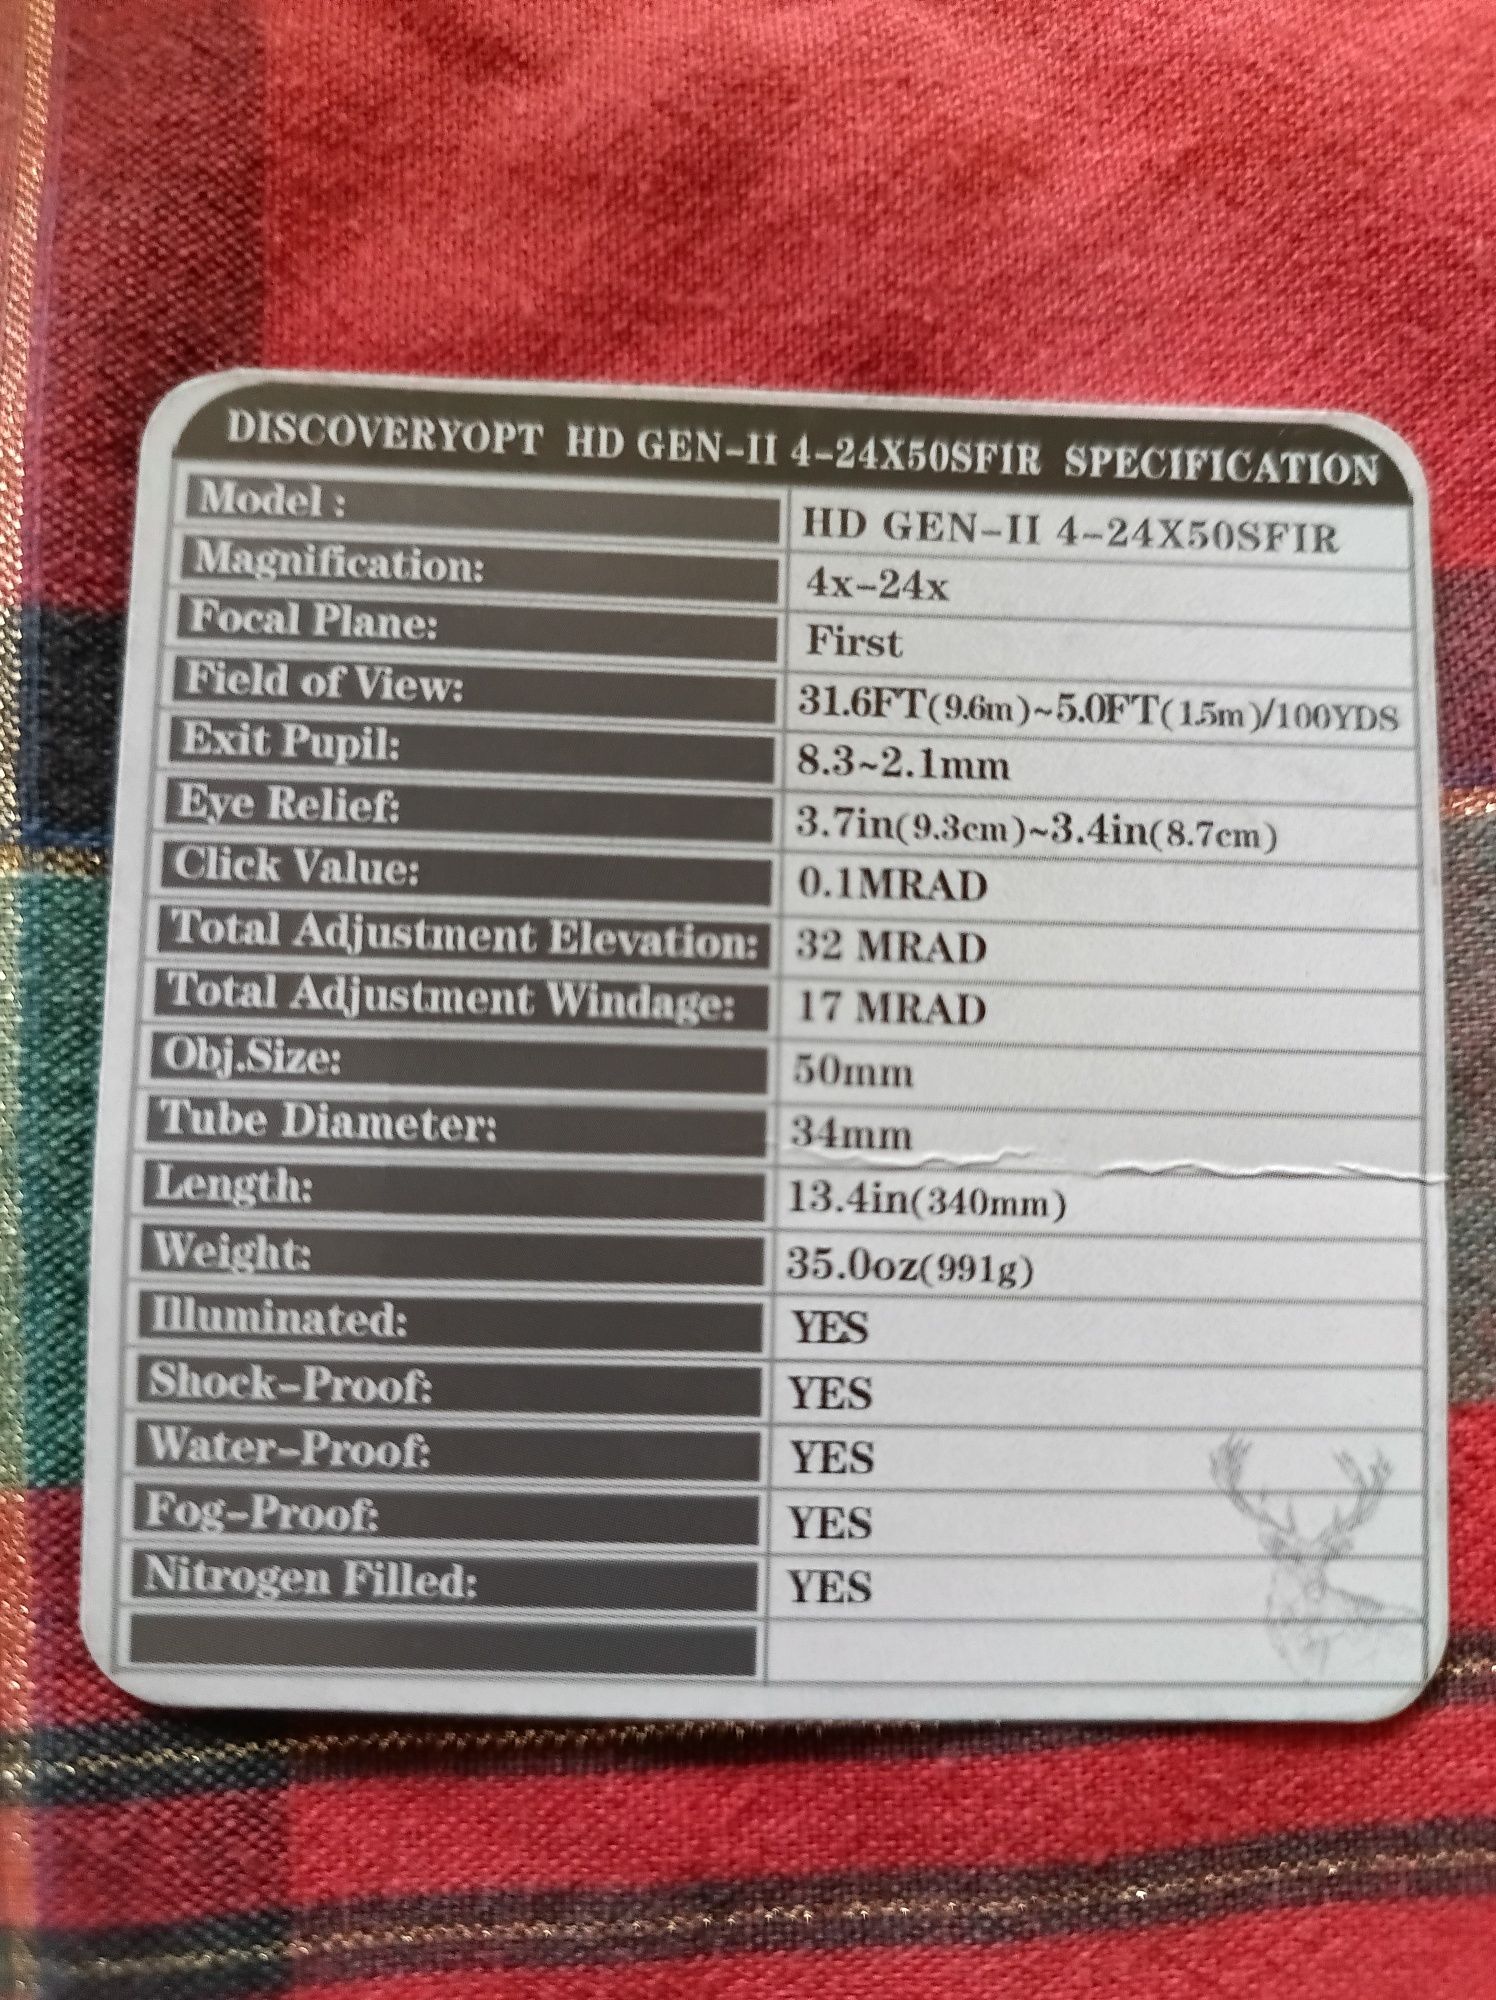 DISCOVERYOPT HD GEN-II 4-24X50SFIR SPECIFICATION
Model : HD GEN-II 4-24X50SFIR
Magnification: 4x-24x
Focal Plane: First
Field of View: 31.6FT(9.6m)~5.0FT(1.5m)/100YDS
Exit Pupil: 8.3~2.1mm
Eye Relief: 3.7in(9.3cm)~3.4in(8.7cm)
Click Value: 0.1MRAD
Total Adjustment Elevation: 32 MRAD
Total Adjustment Windage: 17 MRAD
Obj.Size: 50mm
Tube Diameter: 34mm
Length: 13.4in(340mm)
Weight: 35.0oz(991g)
Illuminated: YES
Shock-Proof: YES
Water-Proof: YES
Fog-Proof: YES
Nitrogen Filled: YES